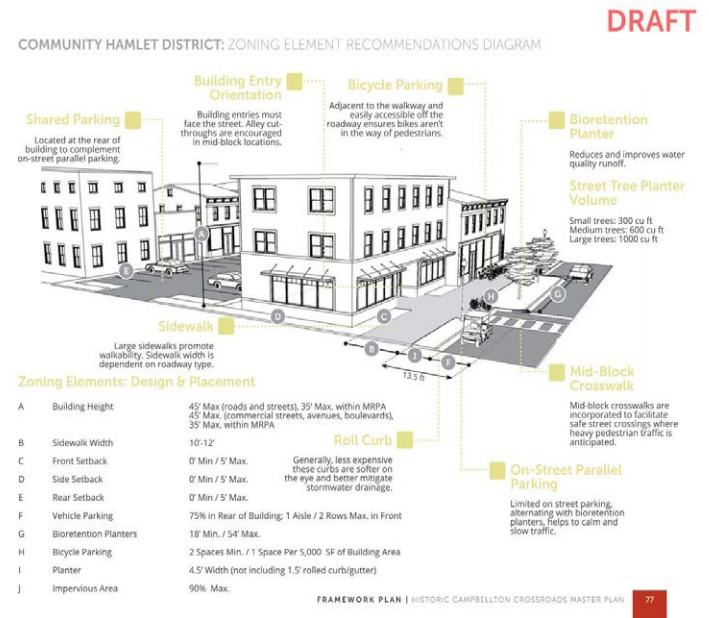 DRAFT
COMMUNITY HAMLET DISTRICT: ZONING ELEMENT RECOMMENDATIONS DIAGRAM
Shared Parking
Located at the rear of
building to complement
on-street parallel parking.
Building Entry
Orientation
Building entries must
face the street. Alley cut-
throughs are encouraged
in mid-block locations.
Bicycle Parking
Adjacent to the walkway and
easily accessible off the
roadway ensures bikes aren't
in the way of pedestrians.
Bioretention
Planter
Reduces and improves water
quality runoff.
Street Tree Planter
Volume
Small trees: 300 cu ft
Medium trees: 600 cu ft
Large trees: 1000 cu ft
A
E
D
C
H
G
B
I
F
13.5 ft
Sidewalk
Large sidewalks promote
walkability. Sidewalk width is
dependent on roadway type.
Mid-Block
Crosswalk
Mid-block crosswalks are
incorporated to facilitate
safe street crossings where
heavy pedestrian traffic is
anticipated.
Roll Curb
Generally, less expensive
these curbs are softer on
the eye and better mitigate
stormwater drainage.
On-Street Parallel
Parking
Limited on street parking,
alternating with bioretention
planters, helps to calm and
slow traffic.
Zoning Elements: Design & Placement
A Building Height 45' Max (roads and streets), 35' Max. within MRPA
45' Max. (commercial streets, avenues, boulevards),
35' Max. within MRPA
B Sidewalk Width 10'-12'
C Front Setback 0' Min / 5' Max.
D Side Setback 0' Min / 5' Max.
E Rear Setback 0' Min / 5' Max.
F Vehicle Parking 75% in Rear of Building; 1 Aisle / 2 Rows Max. in Front
G Bioretention Planters 18' Min. / 54' Max.
H Bicycle Parking 2 Spaces Min. / 1 Space Per 5,000 SF of Building Area
I Planter 4.5' Width (not including 1.5' rolled curb/gutter)
J Impervious Area 90% Max.
FRAMEWORK PLAN | HISTORIC CAMPBELLTON CROSSROADS MASTER PLAN 77